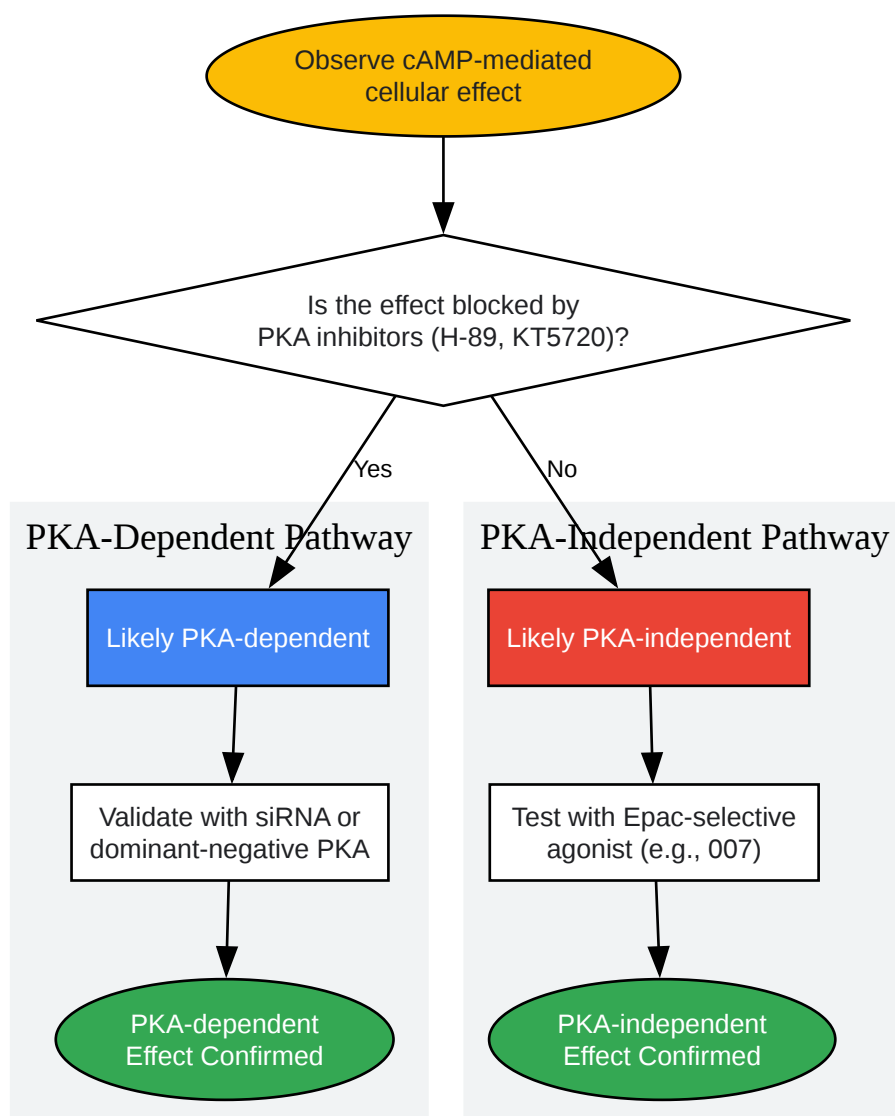 Observe cAMP-mediated
cellular effect
Is the effect blocked by
PKA inhibitors (H-89, KT5720)?
Yes
No
PKA-Dependent Pathway
Likely PKA-dependent
Validate with siRNA or
dominant-negative PKA
PKA-dependent
Effect Confirmed
PKA-Independent Pathway
Likely PKA-independent
Test with Epac-selective
agonist (e.g., 007)
PKA-independent
Effect Confirmed